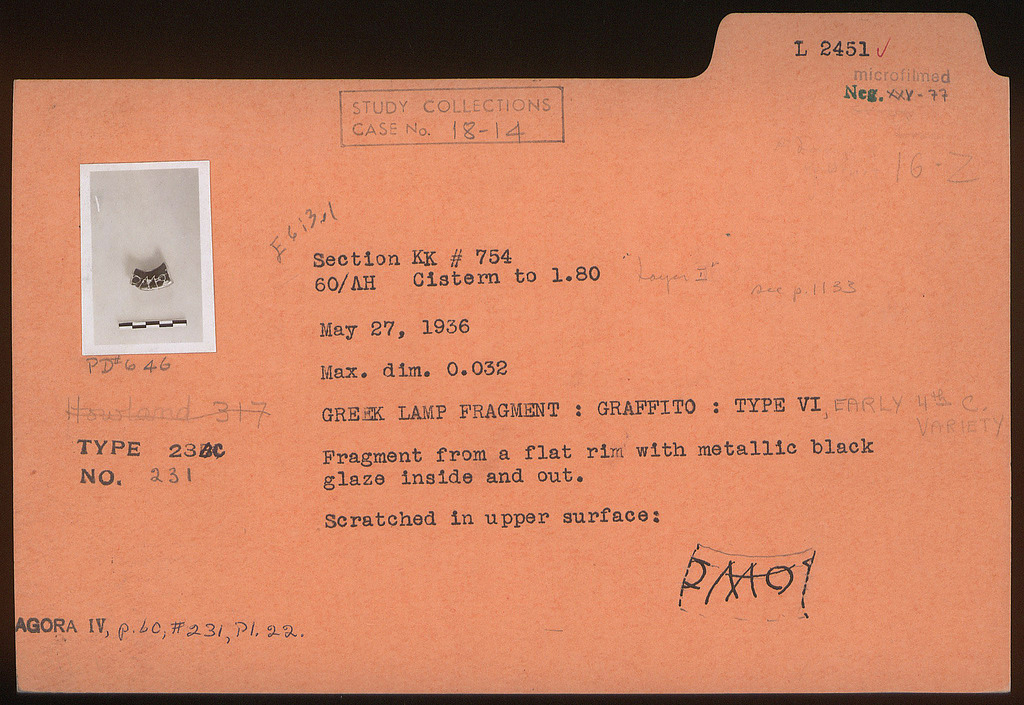 L 2451 ✓
microfilmed
Neg. XXV-77
STUDY COLLECTIONS
CASE No. 18-14
16-Z
Section KK # 754
60/ΛH Cistern to 1.80 "Layer II"
see p. 1133
May 27, 1936
Max. dim. 0.032
PD# 646
Howland 317
TYPE 23C
NO. 231
GREEK LAMP FRAGMENT : GRAFFITO : TYPE VI, EARLY 4th C.
VARIETY
Fragment from a flat rim with metallic black
glaze inside and out.
Scratched in upper surface:
AGORA IV, p. 60, #231, Pl. 22.